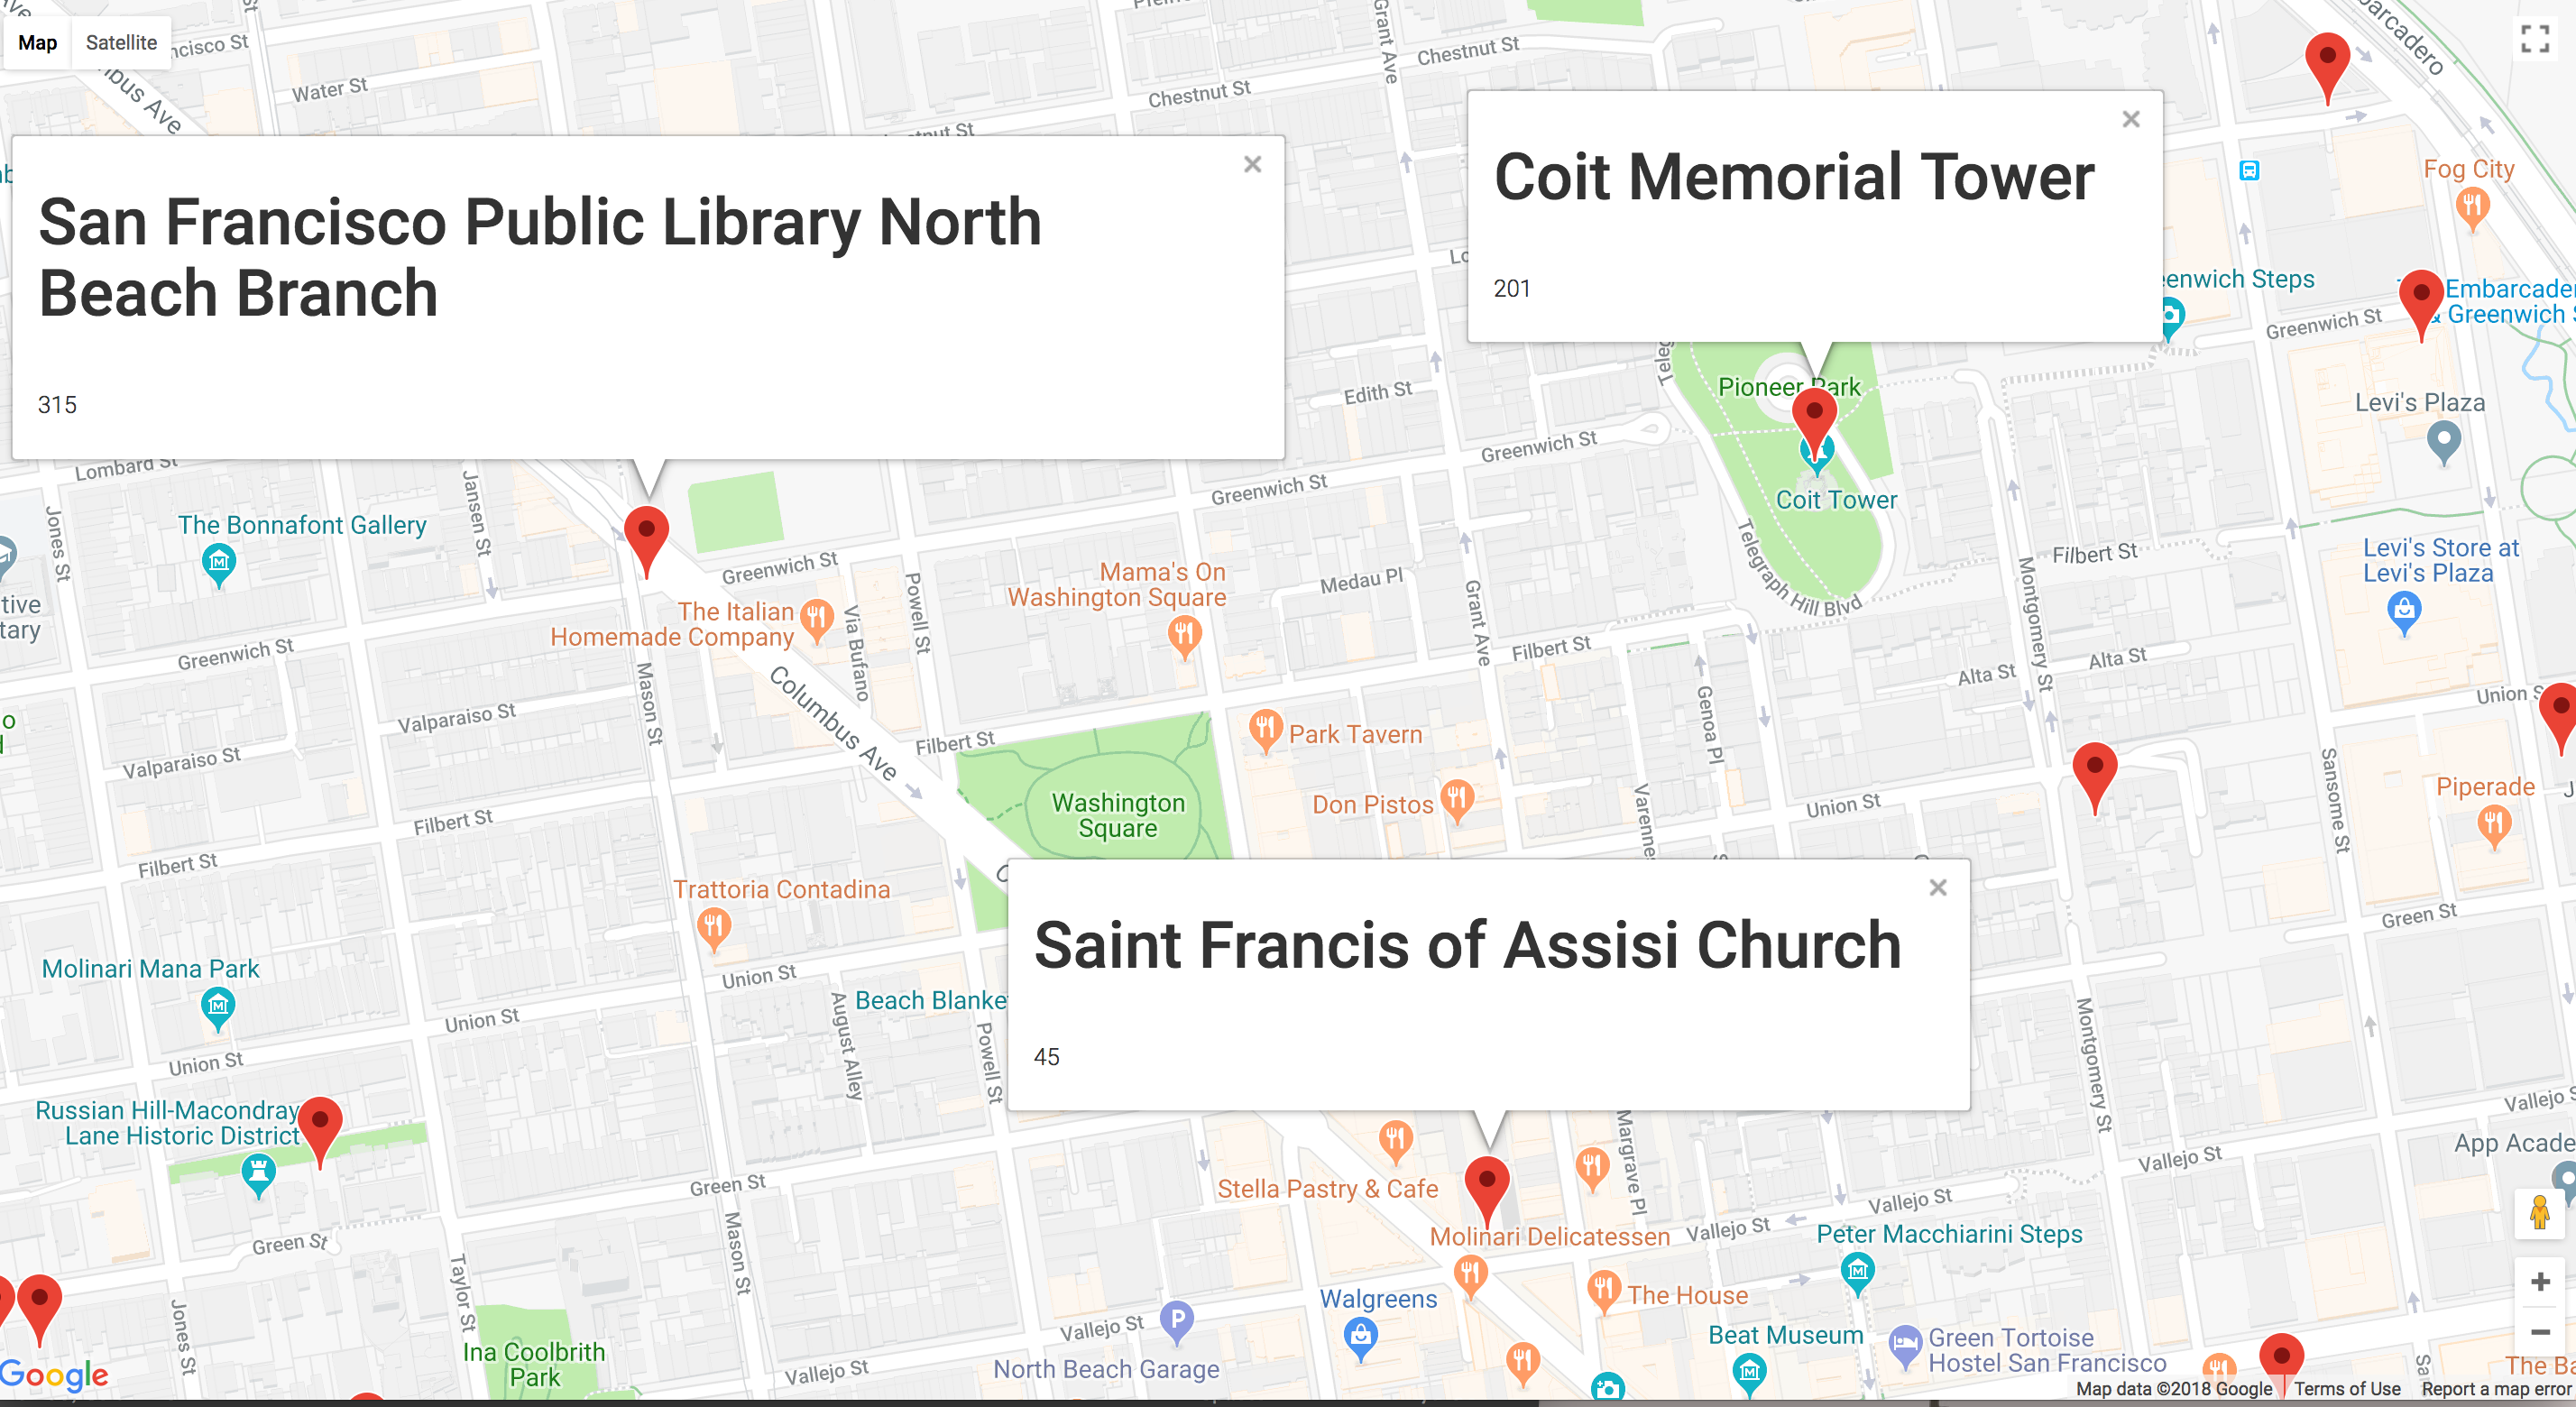 Map
Satellite
ncisco St
Water St
Chestnut St
Chestnut St
Grant Ave
Columbus Ave
Embarcadero
San Francisco Public Library North
Beach Branch
315
Coit Memorial Tower
201
Fog City
Greenwich St
Embarcade
& Greenwich S
Levi's Plaza
Pioneer Park
Coit Tower
Edith St
Greenwich St
Greenwich St
Lombard St
Jones St
Jansen St
The Bonnafont Gallery
tive
tary
Greenwich St
The Italian
Homemade Company
Via Bufano
Powell St
Mama's On
Washington Square
Medau Pl
Grant Ave
Telegraph Hill Blvd
Filbert St
Montgomery St
Filbert St
Levi's Store at
Levi's Plaza
Greenwich St
Valparaiso St
Valparaiso St
Mason St
Columbus Ave
Filbert St
Park Tavern
Filbert St
Filbert St
Washington
Square
Don Pistos
Genoa Pl
Alta St
Alta St
Union S
Union St
Sansome St
Piperade
Green St
Trattoria Contadina
Union St
Saint Francis of Assisi Church
45
Molinari Mana Park
Union St
Union St
August Alley
Beach Blanke
Powell St
Montgomery St
Vallejo S
App Acade
Russian Hill-Macondray
Lane Historic District
Green St
Green St
Mason St
Taylor St
Jones St
Stella Pastry & Cafe
Margrave Pl
Molinari Delicatessen
Vallejo St
Vallejo St
Vallejo St
Peter Macchiarini Steps
The House
Walgreens
Vallejo St
Vallejo St
North Beach Garage
Ina Coolbrith
Park
Beat Museum
Green Tortoise
Hostel San Francisco
The Ba
Google
Map data ©2018 Google
Terms of Use
Report a map error